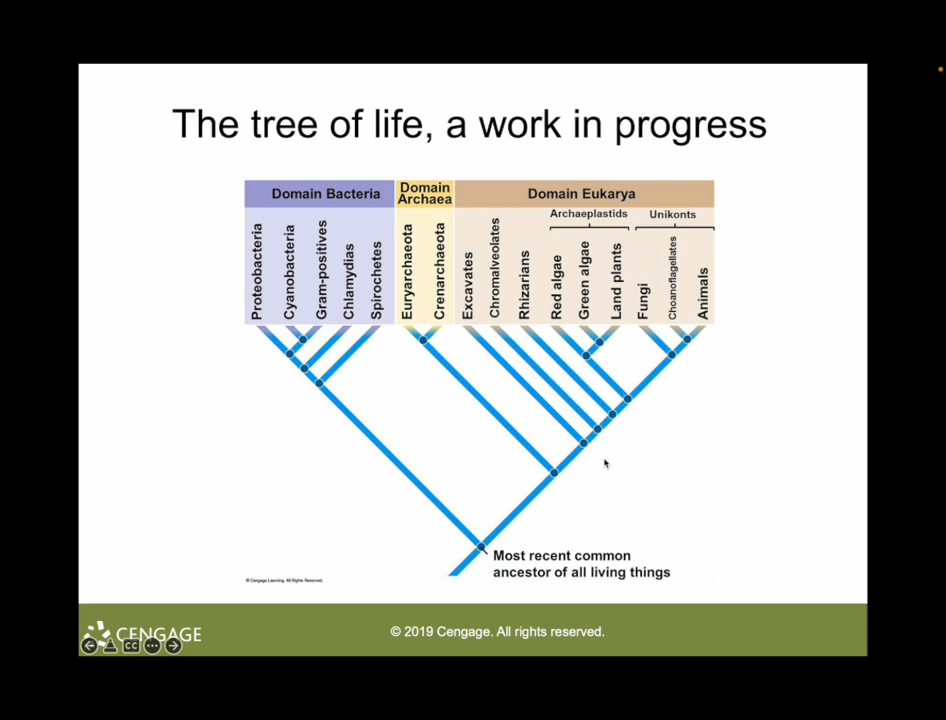 The tree of life, a work in progress
Domain Bacteria
Domain
Archaea
Domain Eukarya
Archaeplastids
Unikonts
Proteobacteria
Cyanobacteria
Gram-positives
Chlamydias
Spirochetes
Euryarchaeota
Crenarchaeota
Excavates
Chromalveolates
Rhizarians
Red algae
Green algae
Land plants
Fungi
Choanoflagellates
Animals
Most recent common
ancestor of all living things
© Cengage Learning. All Rights Reserved.
CENGAGE
© 2019 Cengage. All rights reserved.
CC